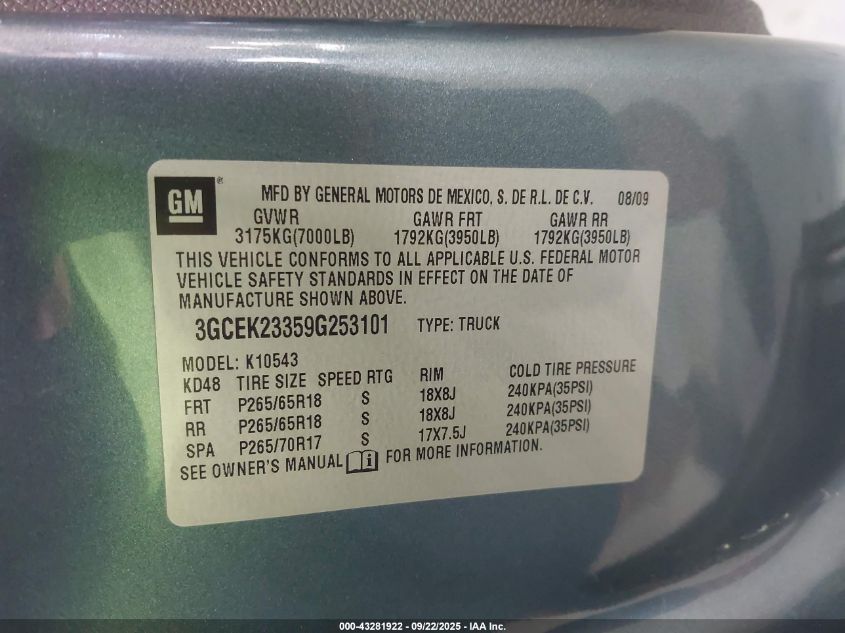 GM® MFD BY GENERAL MOTORS DE MEXICO, S. DE R.L. DE C.V. 08/09
GVWR GAWR FRT GAWR RR
3175KG(7000LB) 1792KG(3950LB) 1792KG(3950LB)
THIS VEHICLE CONFORMS TO ALL APPLICABLE U.S. FEDERAL MOTOR
VEHICLE SAFETY STANDARDS IN EFFECT ON THE DATE OF
MANUFACTURE SHOWN ABOVE.
3GCEK23359G253101 TYPE: TRUCK
MODEL: K10543
KD48 TIRE SIZE SPEED RTG RIM COLD TIRE PRESSURE
FRT P265/65R18 S 18X8J 240KPA(35PSI)
RR P265/65R18 S 18X8J 240KPA(35PSI)
SPA P265/70R17 S 17X7.5J 240KPA(35PSI)
SEE OWNER'S MANUAL i FOR MORE INFORMATION.
000-43281922 - 09/22/2025 - IAA Inc.